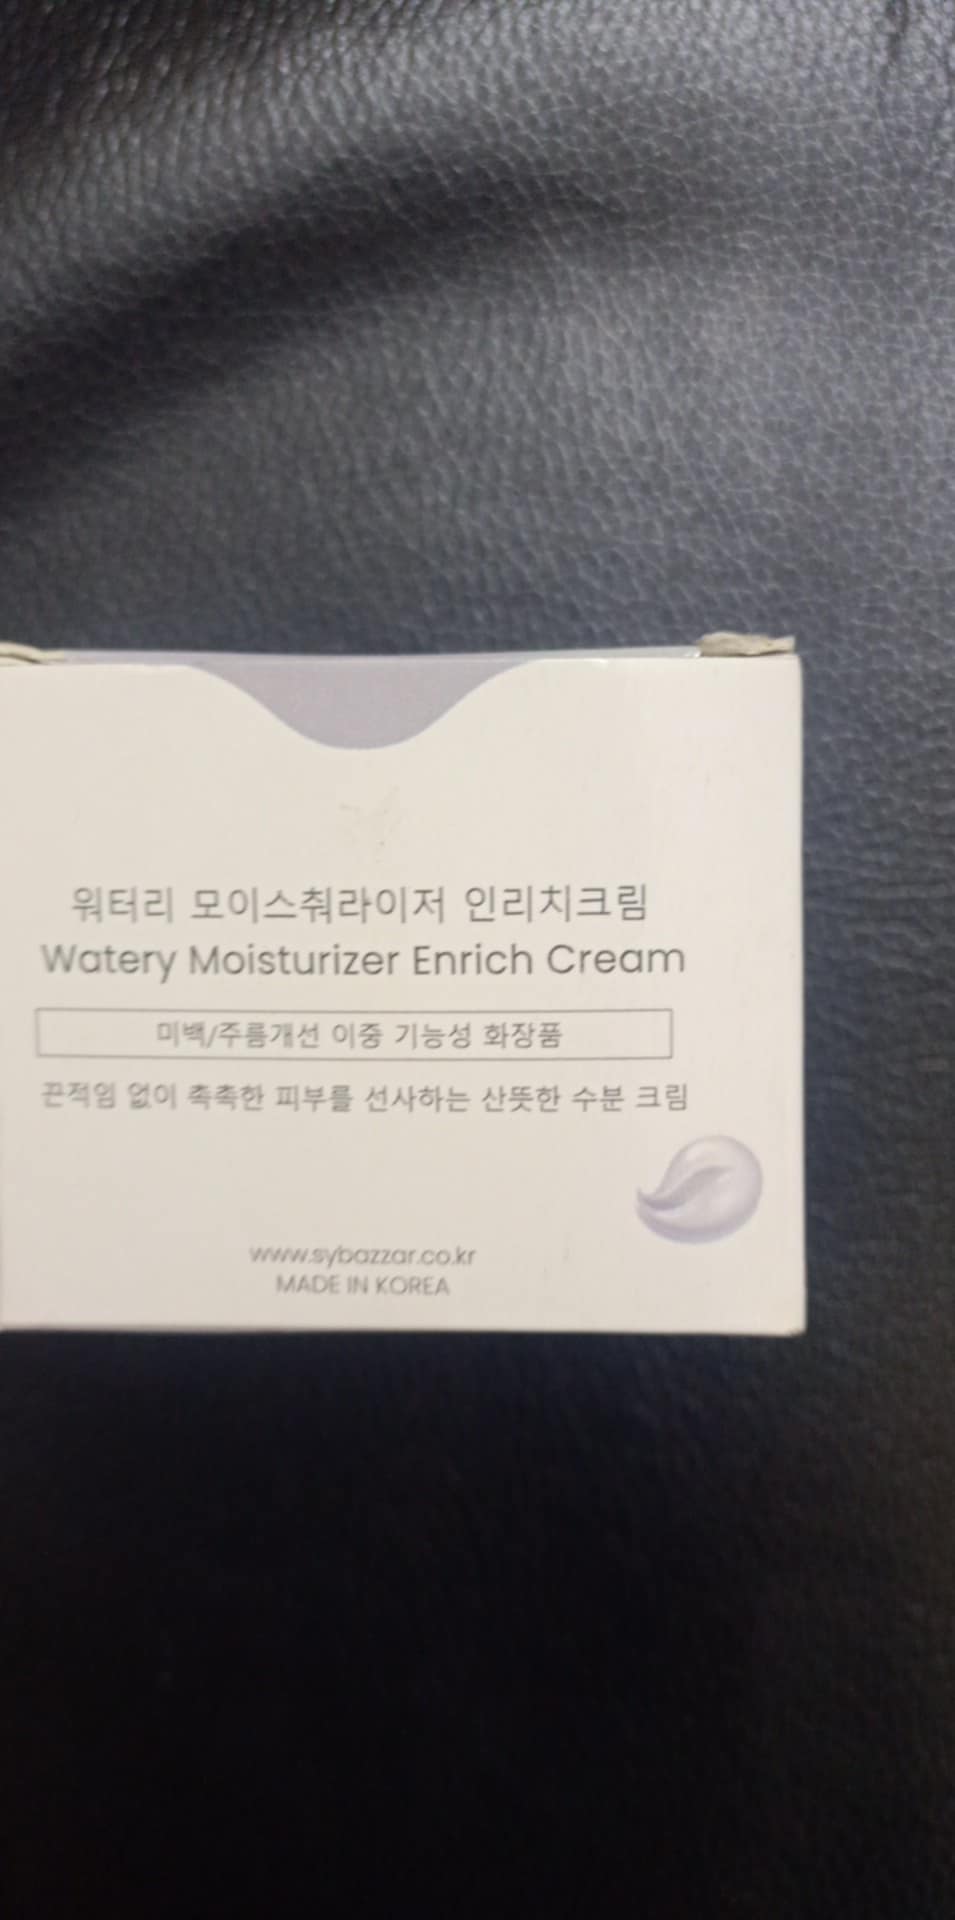 워터리 모이스춰라이저 인리치크림
Watery Moisturizer Enrich Cream
미백/주름개선 이중 기능성 화장품
끈적임 없이 촉촉한 피부를 선사하는 산뜻한 수분 크림
www.sybazzar.co.kr
MADE IN KOREA